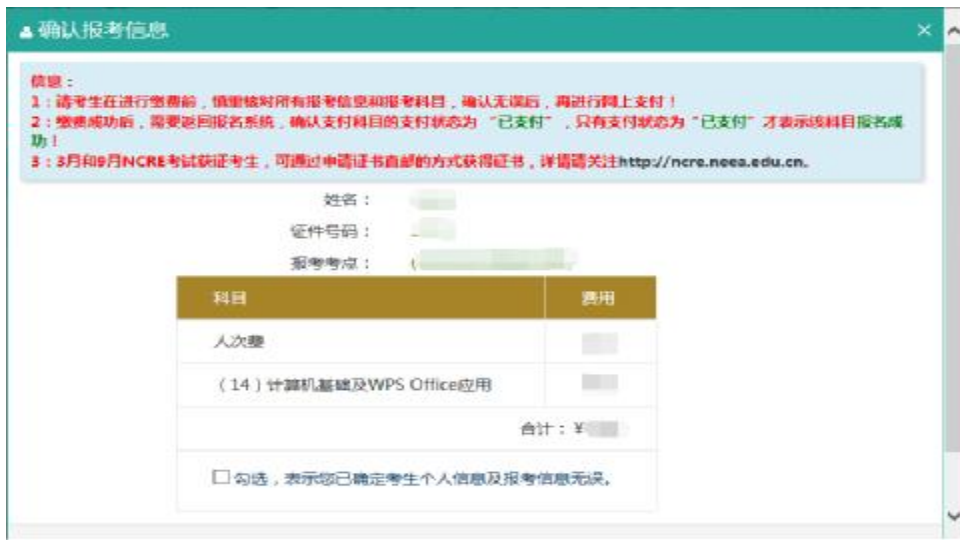 确认报考信息
信息：
1：请考生在进行缴费前，慎重核对所有报考信息和报考科目，确认无误后，再进行网上支付！
2：缴费成功后，需要返回报名系统，确认支付科目的支付状态为 “已支付” ，只有支付状态为 “已支付” 才表示该科目报名成
功！
3：3月和9月NCRE考试获证考生，可通过申请证书直邮的方式获得证书，详情请关注http://ncre.neea.edu.cn。
姓名：
证件号码：
报考考点：
科目 费用
人次费
（14）计算机基础及WPS Office应用
合计：¥
勾选，表示您已确定考生个人信息及报考信息无误。